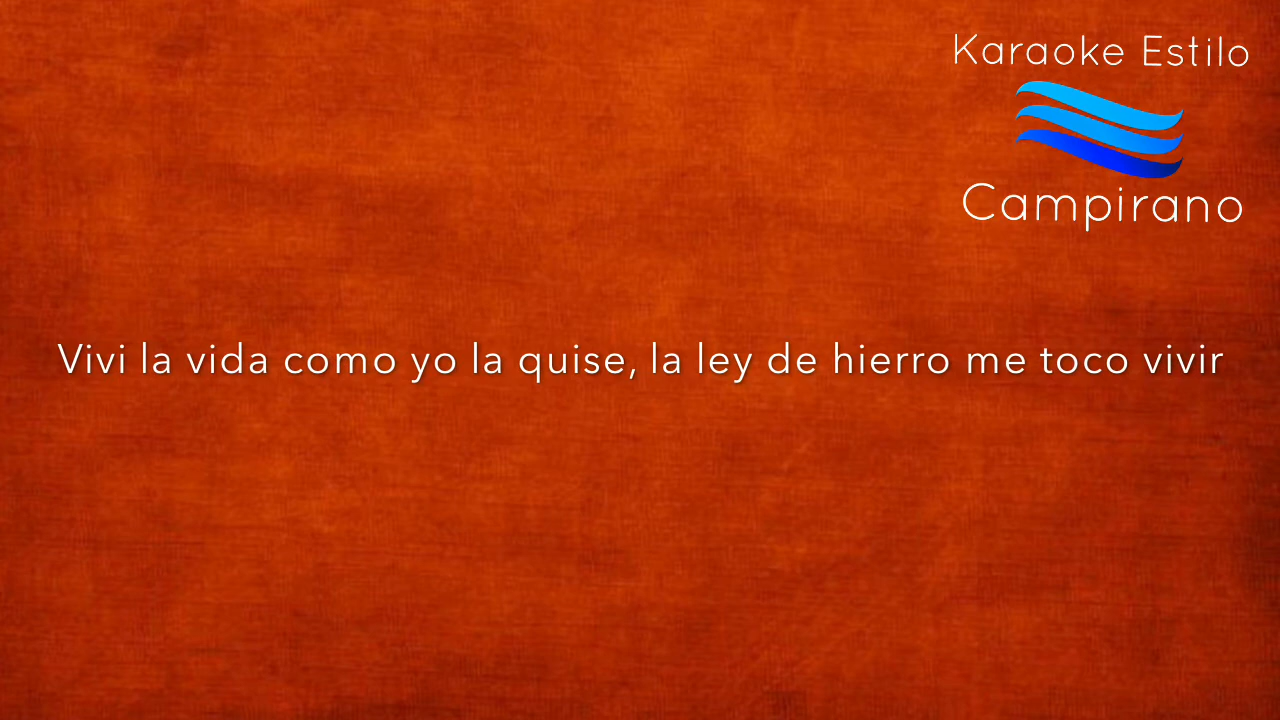 Karaoke Estilo
Campirano
Vivi la vida como yo la quise, la ley de hierro me toco vivir